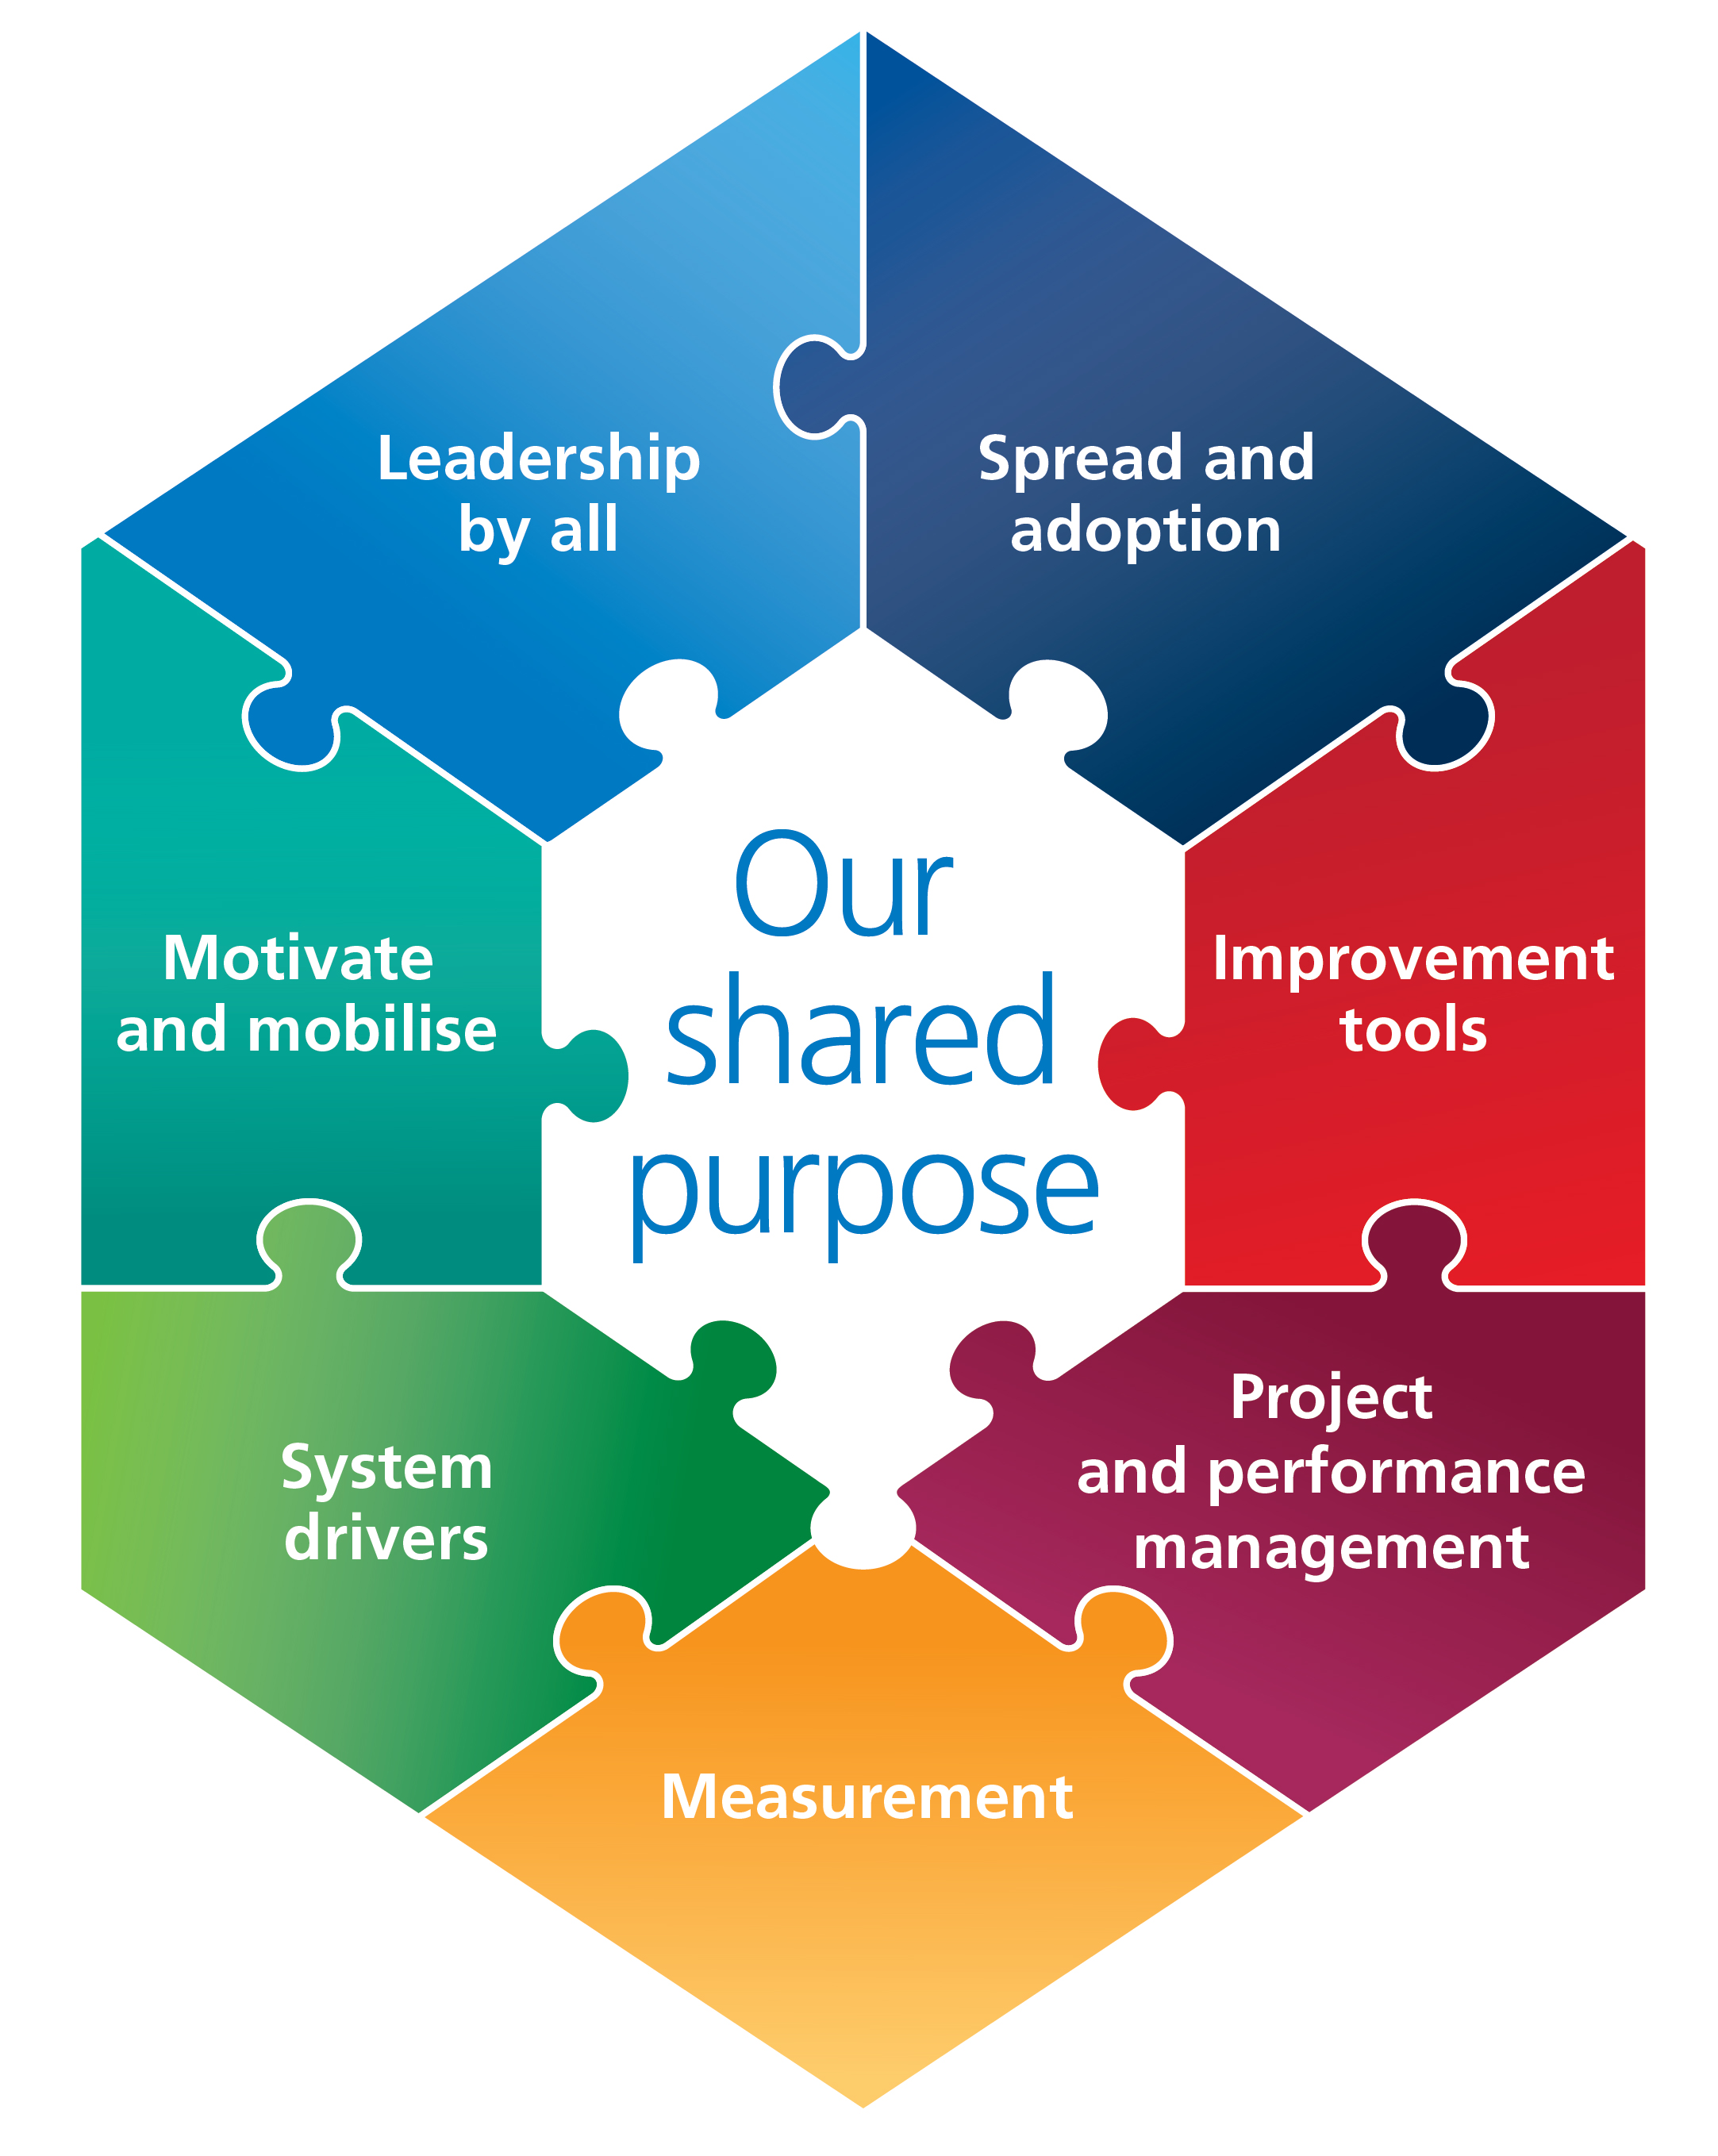 Leadership
by all
Spread and
adoption
Motivate
and mobilise
Our
shared
purpose
Improvement
tools
System
drivers
Project
and performance
management
Measurement